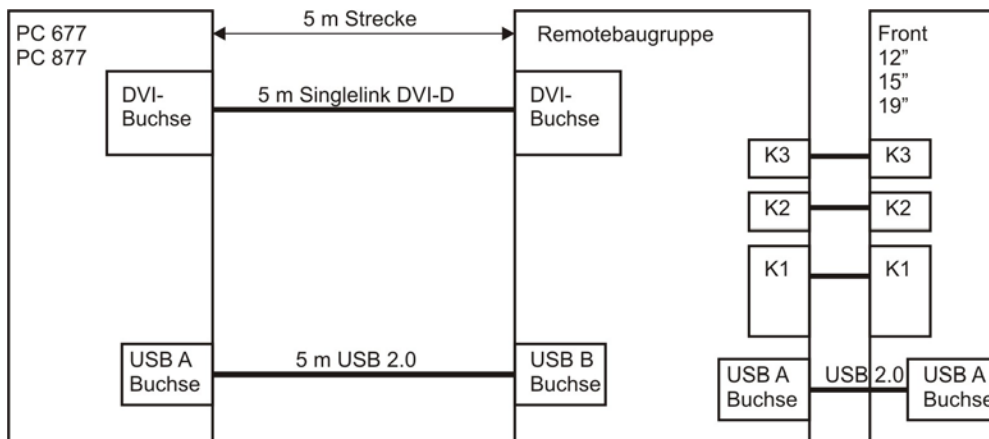 PC 677
PC 877
5 m Strecke
Remotebaugruppe
Front
12”
15”
19”
DVI-
Buchse
5 m Singlelink DVI-D
DVI-
Buchse
K3
K3
K2
K2
K1
K1
USB A
Buchse
5 m USB 2.0
USB B
Buchse
USB A
Buchse
USB 2.0
USB A
Buchse